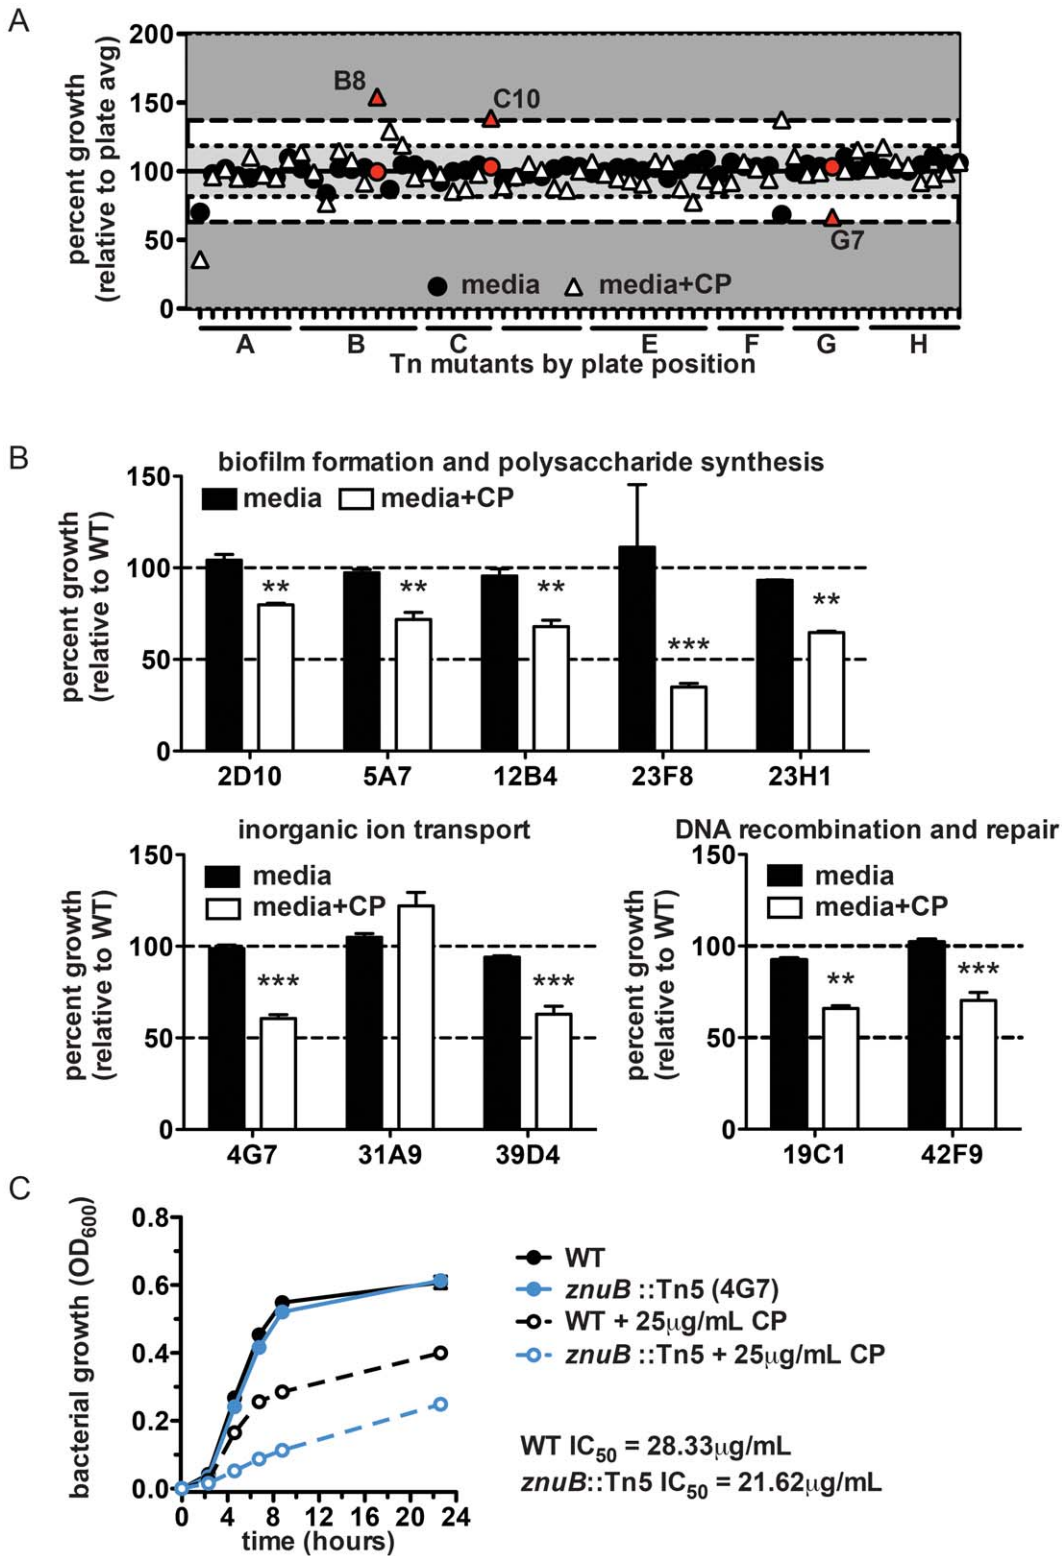 A
percent growth
(relative to plate avg)
200
150
100
50
0
B8
C10
G7
media
media+CP
A
B
C
E
F
G
H
Tn mutants by plate position
B
biofilm formation and polysaccharide synthesis
percent growth
(relative to WT)
150
100
50
0
media
media+CP
**
**
**
***
**
2D10
5A7
12B4
23F8
23H1
inorganic ion transport
percent growth
(relative to WT)
150
100
50
0
media
media+CP
***
***
4G7
31A9
39D4
DNA recombination and repair
percent growth
(relative to WT)
150
100
50
0
media
media+CP
**
***
19C1
42F9
C
bacterial growth (OD600)
0.8
0.6
0.4
0.2
0.0
0 4 8 12 16 20 24
time (hours)
WT
znuB ::Tn5 (4G7)
WT + 25µg/mL CP
znuB ::Tn5 + 25µg/mL CP
WT IC50 = 28.33µg/mL
znuB::Tn5 IC50 = 21.62µg/mL